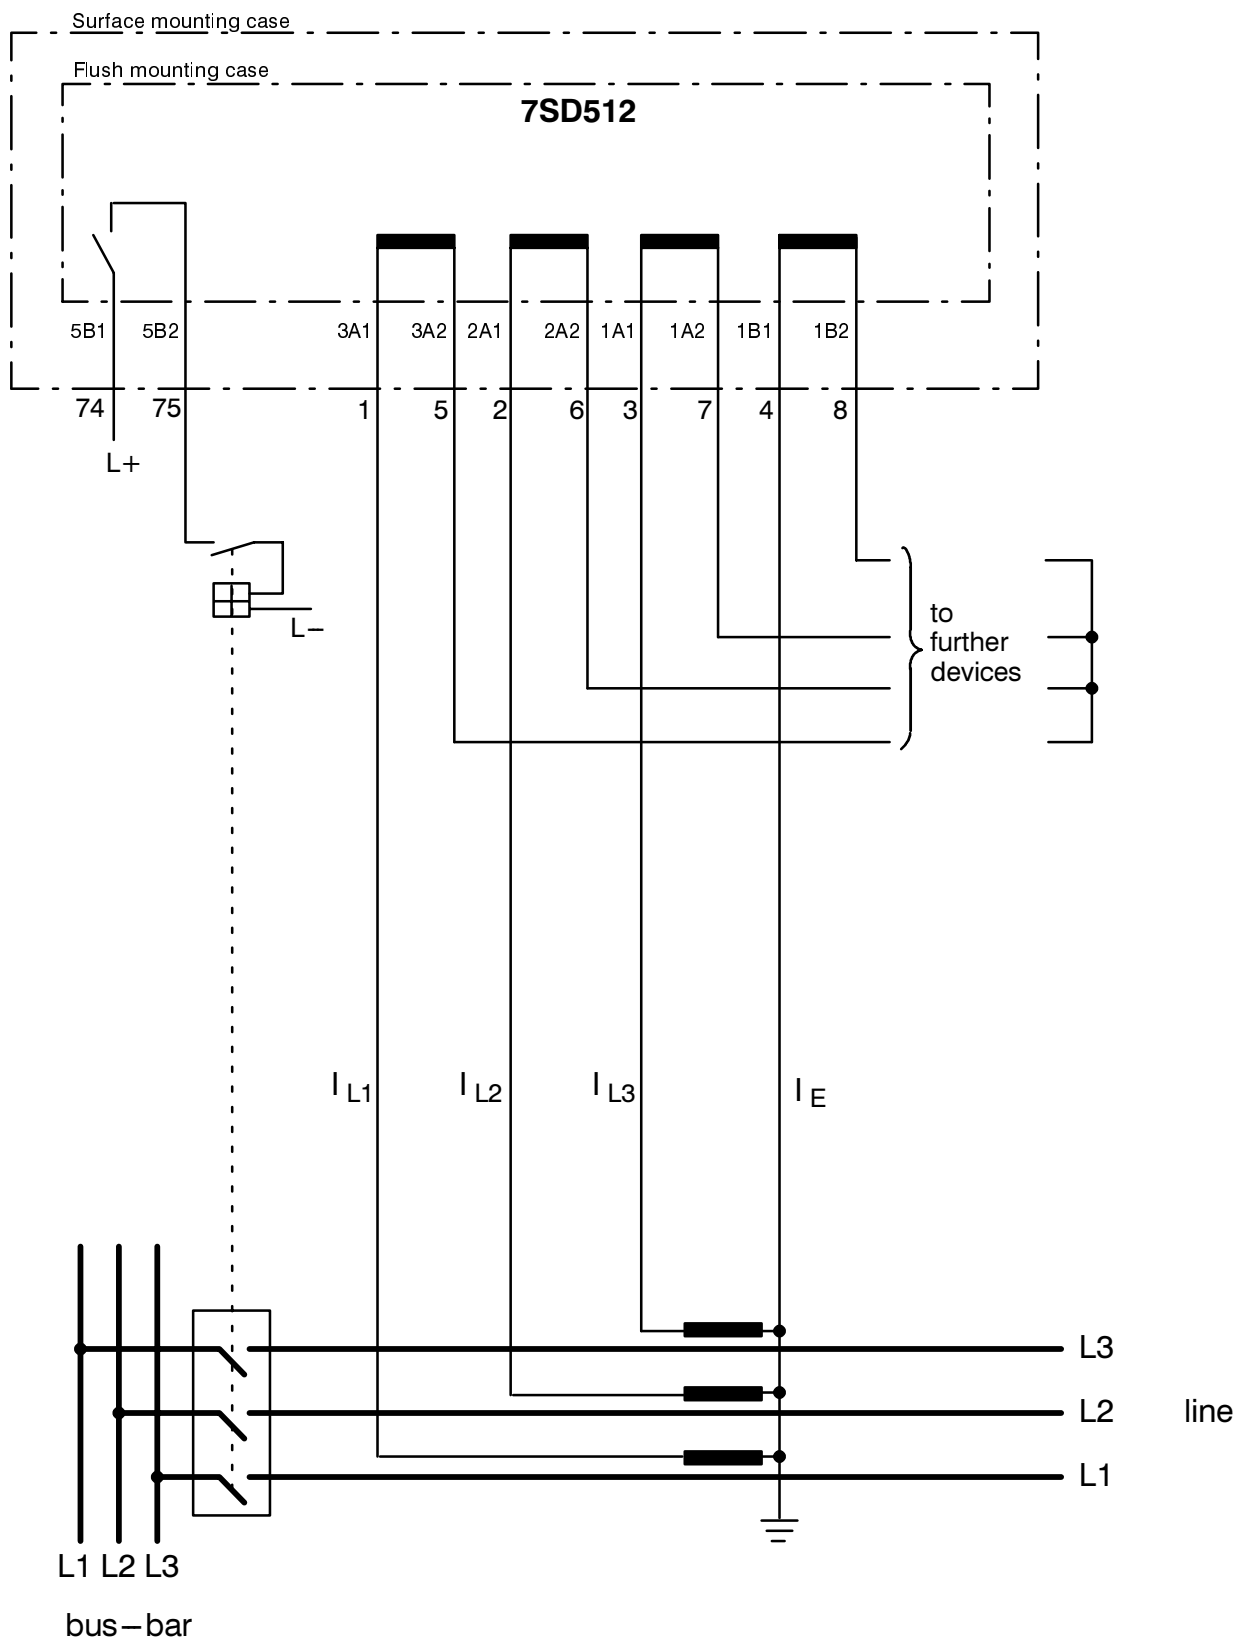 Surface mounting case
Flush mounting case
7SD512
5B1 5B2 3A1 3A2 2A1 2A2 1A1 1A2 1B1 1B2
74 75 1 5 2 6 3 7 4 8
L+
L–
to
further
devices
I L1 I L2 I L3 I E
L3
L2 line
L1
L1 L2 L3
bus–bar